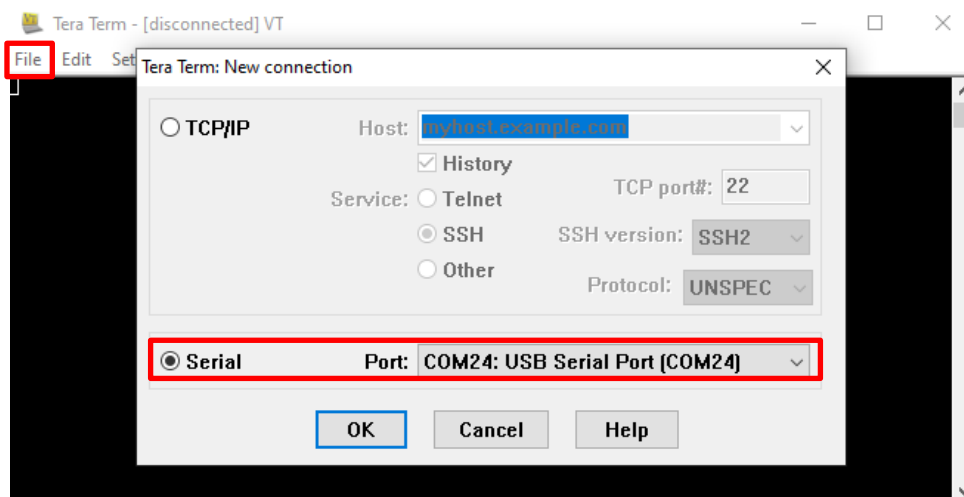 Tera Term - [disconnected] VT
File Edit Set
Tera Term: New connection
TCP/IP Host: myhost.example.com
History
Service: Telnet TCP port#: 22
SSH SSH version: SSH2
Other Protocol: UNSPEC
Serial Port: COM24: USB Serial Port (COM24)
OK Cancel Help